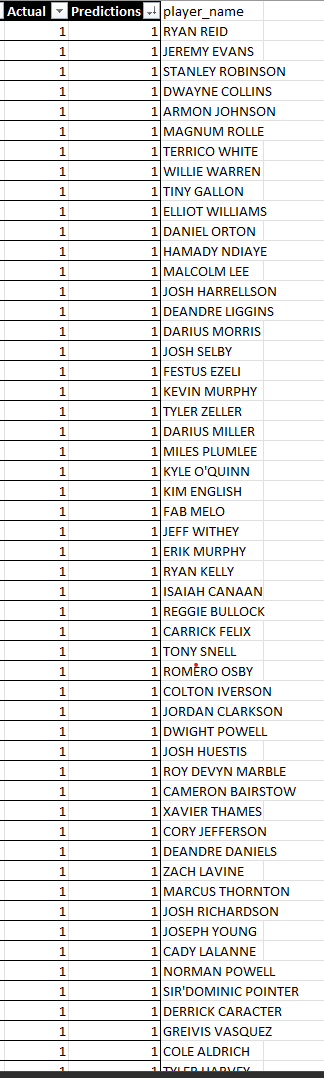 Actual Predictions player_name
1 1 RYAN REID
1 1 JEREMY EVANS
1 1 STANLEY ROBINSON
1 1 DWAYNE COLLINS
1 1 ARMON JOHNSON
1 1 MAGNUM ROLLE
1 1 TERRICO WHITE
1 1 WILLIE WARREN
1 1 TINY GALLON
1 1 ELLIOT WILLIAMS
1 1 DANIEL ORTON
1 1 HAMADY NDIAYE
1 1 MALCOLM LEE
1 1 JOSH HARRELLSON
1 1 DEANDRE LIGGINS
1 1 DARIUS MORRIS
1 1 JOSH SELBY
1 1 FESTUS EZELI
1 1 KEVIN MURPHY
1 1 TYLER ZELLER
1 1 DARIUS MILLER
1 1 MILES PLUMLEE
1 1 KYLE O'QUINN
1 1 KIM ENGLISH
1 1 FAB MELO
1 1 JEFF WITHEY
1 1 ERIK MURPHY
1 1 RYAN KELLY
1 1 ISAIAH CANAAN
1 1 REGGIE BULLOCK
1 1 CARRICK FELIX
1 1 TONY SNELL
1 1 ROMERO OSBY
1 1 COLTON IVERSON
1 1 JORDAN CLARKSON
1 1 DWIGHT POWELL
1 1 JOSH HUESTIS
1 1 ROY DEVYN MARBLE
1 1 CAMERON BAIRSTOW
1 1 XAVIER THAMES
1 1 CORY JEFFERSON
1 1 DEANDRE DANIELS
1 1 ZACH LAVINE
1 1 MARCUS THORNTON
1 1 JOSH RICHARDSON
1 1 JOSEPH YOUNG
1 1 CADY LALANNE
1 1 NORMAN POWELL
1 1 SIR'DOMINIC POINTER
1 1 DERRICK CARACTER
1 1 GREIVIS VASQUEZ
1 1 COLE ALDRICH
1 1 TYLER HARVEY